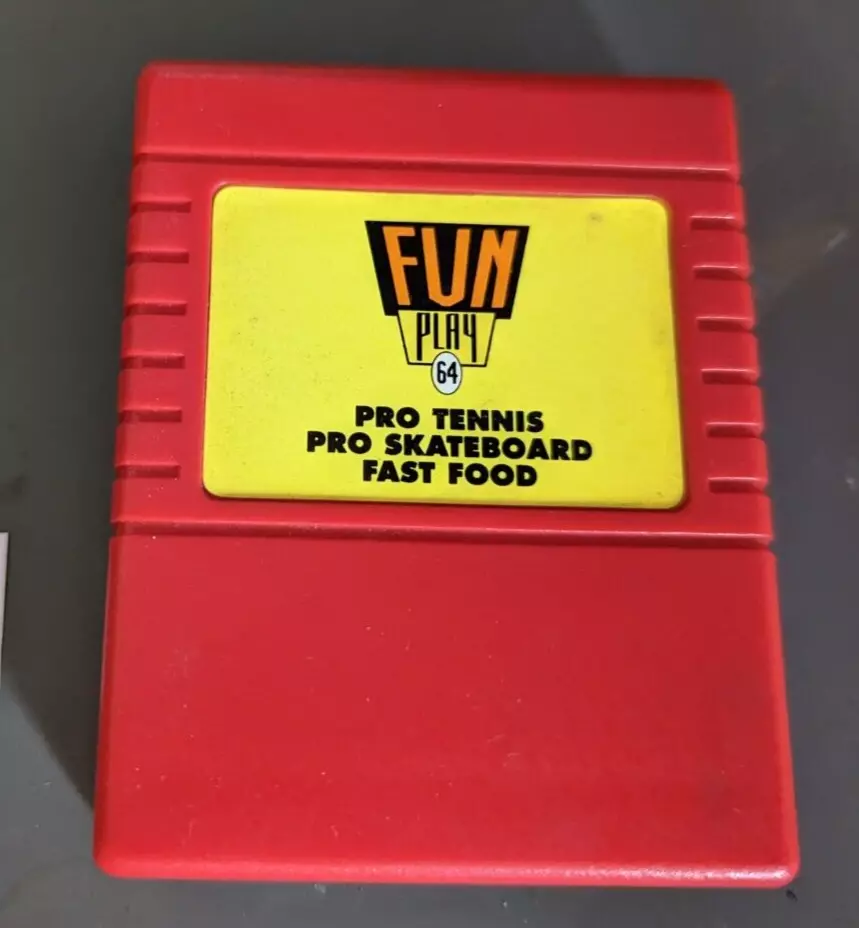 FUN
PLAY
64
PRO TENNIS
PRO SKATEBOARD
FAST FOOD